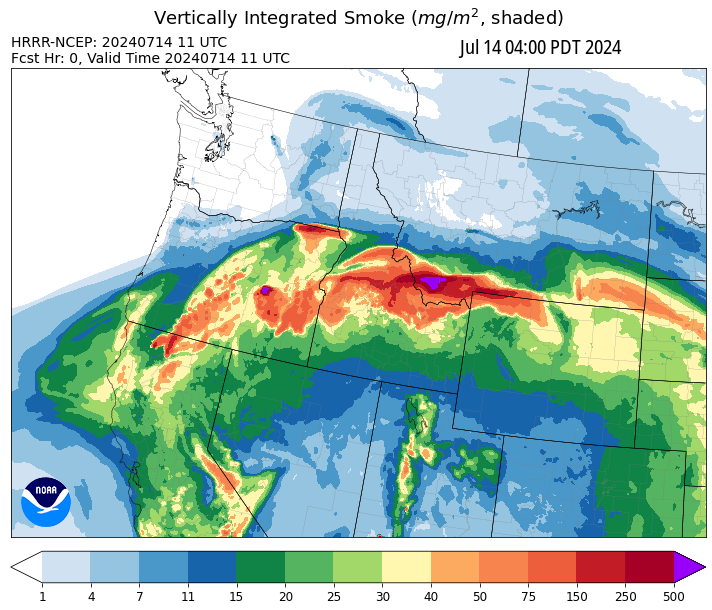 Vertically Integrated Smoke (mg/m², shaded)
HRRR-NCEP: 20240714 11 UTC
Jul 14 04:00 PDT 2024
Fcst Hr: 0, Valid Time 20240714 11 UTC
NOAA
1 4 7 11 15 20 25 30 40 50 75 150 250 500